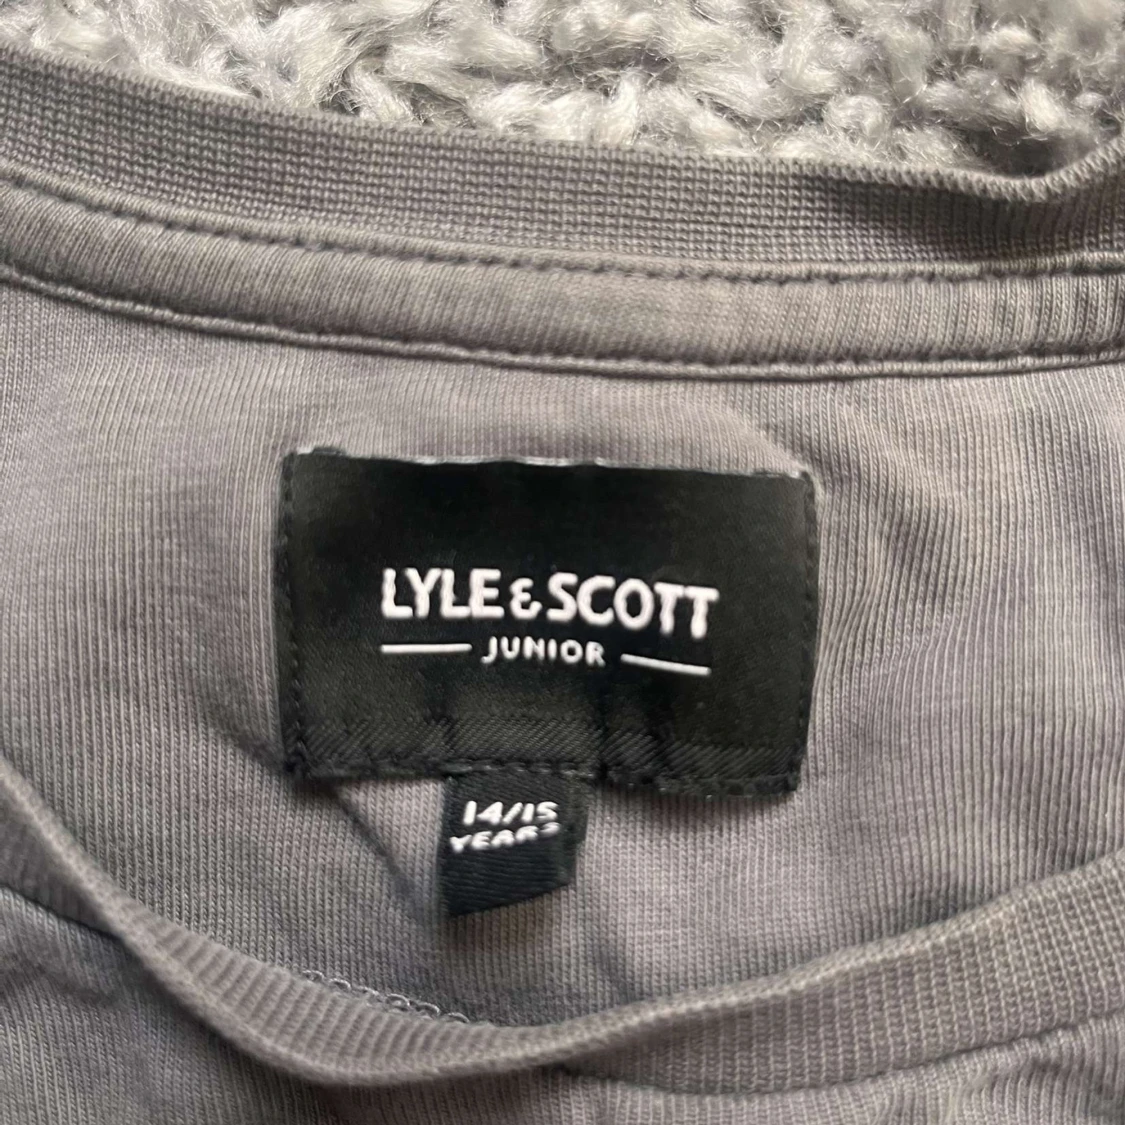 LYLE & SCOTT
JUNIOR
14/15
YEARS